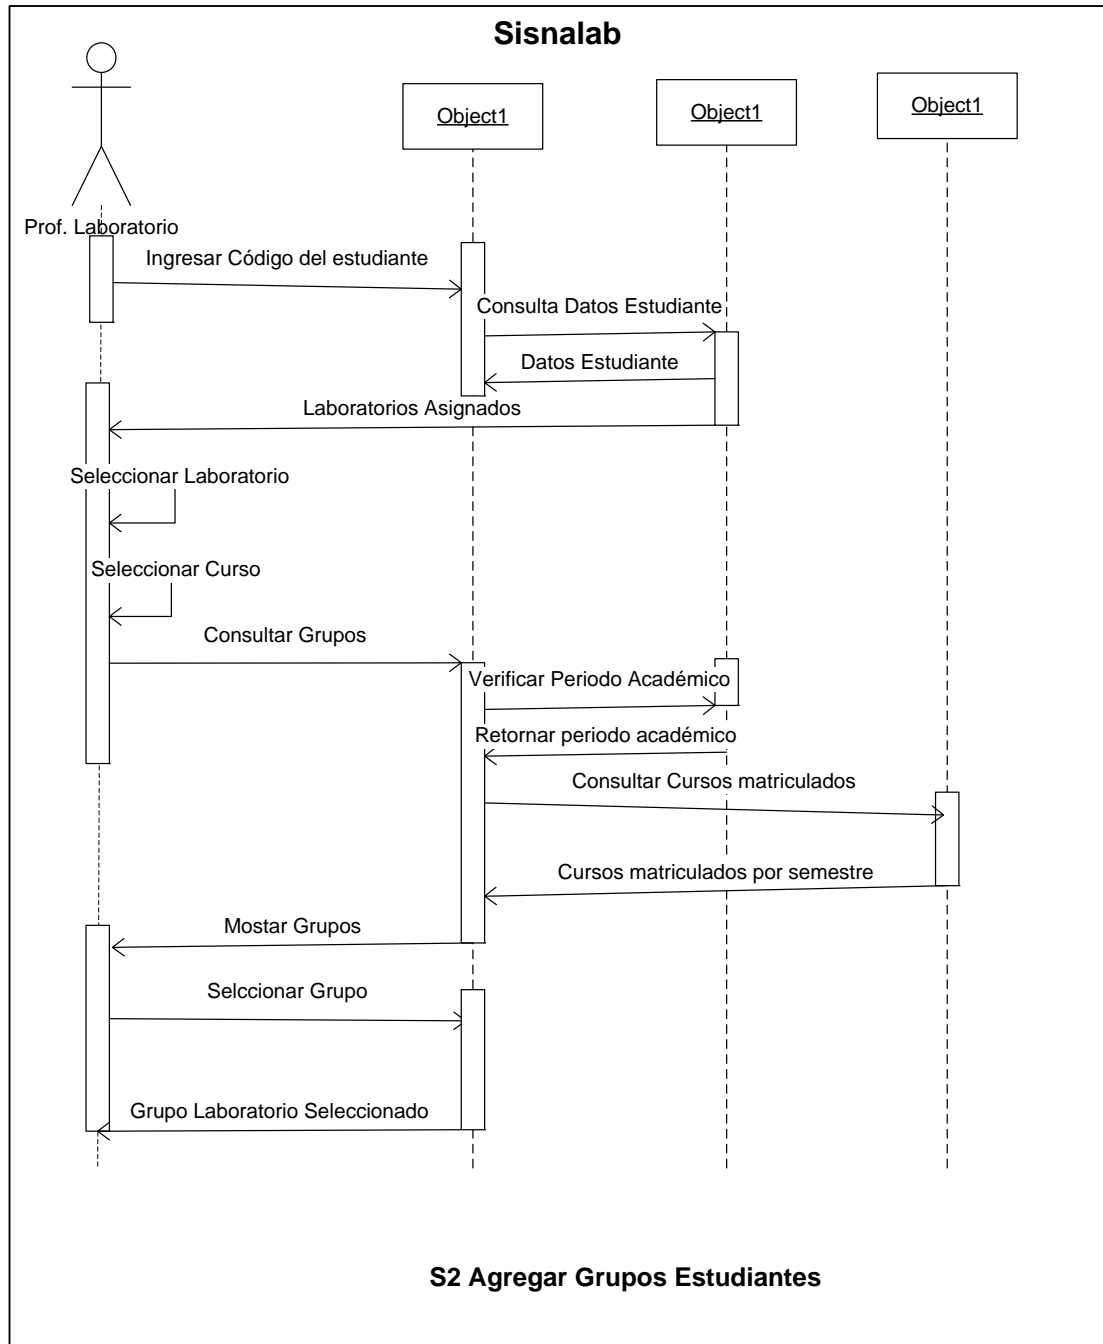 Sisnalab
Object1
Object1
Object1
Prof. Laboratorio
Ingresar Código del estudiante
Consulta Datos Estudiante
Datos Estudiante
Laboratorios Asignados
Seleccionar Laboratorio
Seleccionar Curso
Consultar Grupos
Verificar Periodo Académico
Retornar periodo académico
Consultar Cursos matriculados
Cursos matriculados por semestre
Mostar Grupos
Selccionar Grupo
Grupo Laboratorio Seleccionado
S2 Agregar Grupos Estudiantes